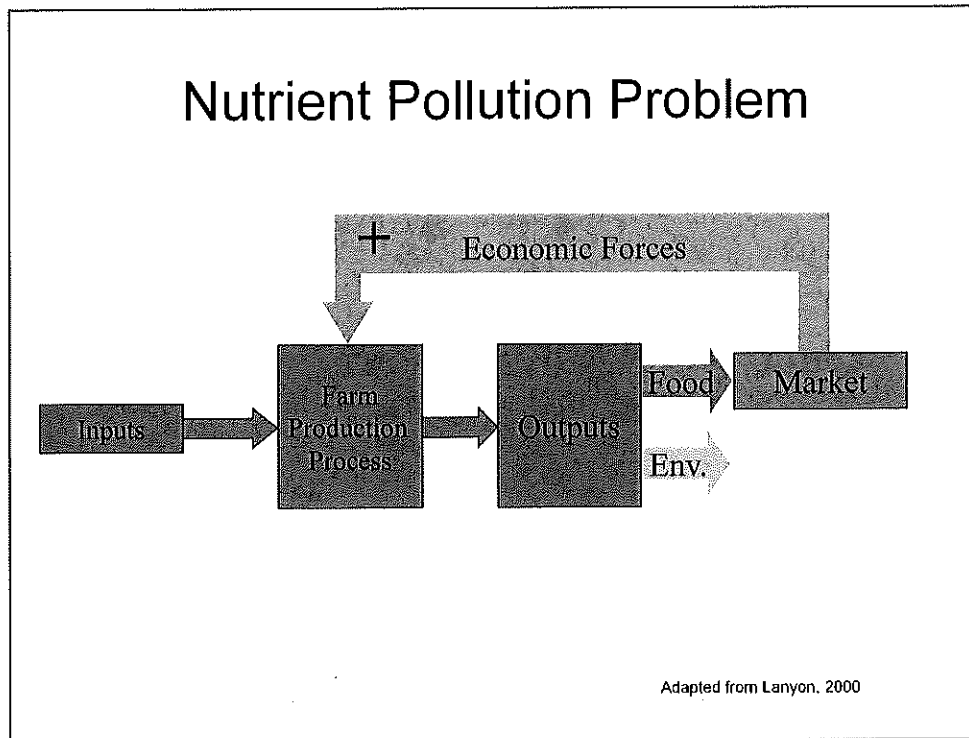 Nutrient Pollution Problem
+
Economic Forces
Inputs
Farm
Production
Process
Outputs
Food
Env.
Market
Adapted from Lanyon, 2000